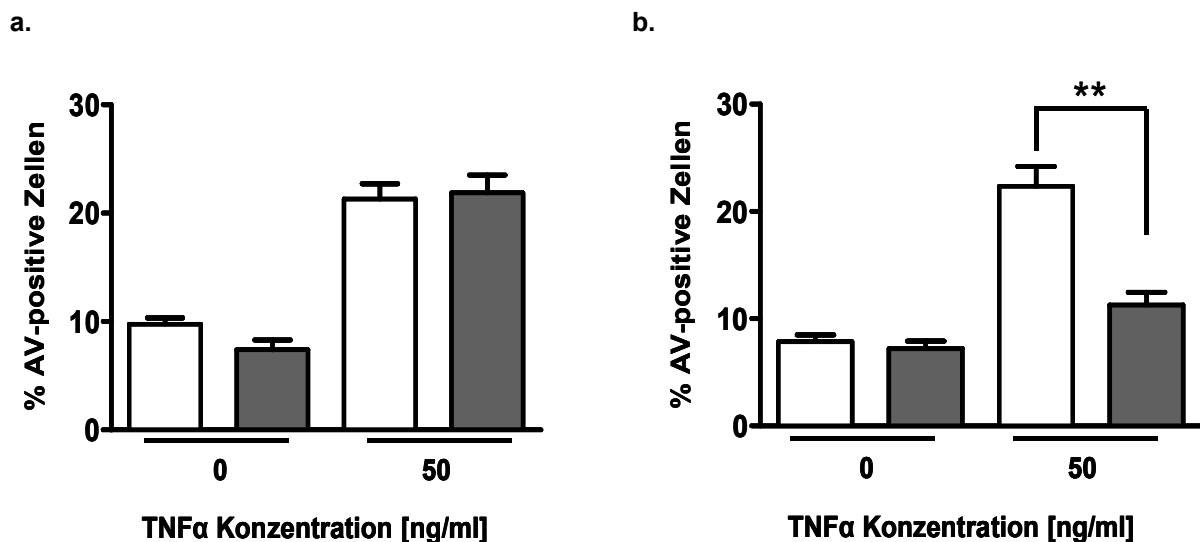 a.
30
20
10
0
% AV-positive Zellen
0
50
TNFα Konzentration [ng/ml]
b.
30
20
10
0
% AV-positive Zellen
**
0
50
TNFα Konzentration [ng/ml]